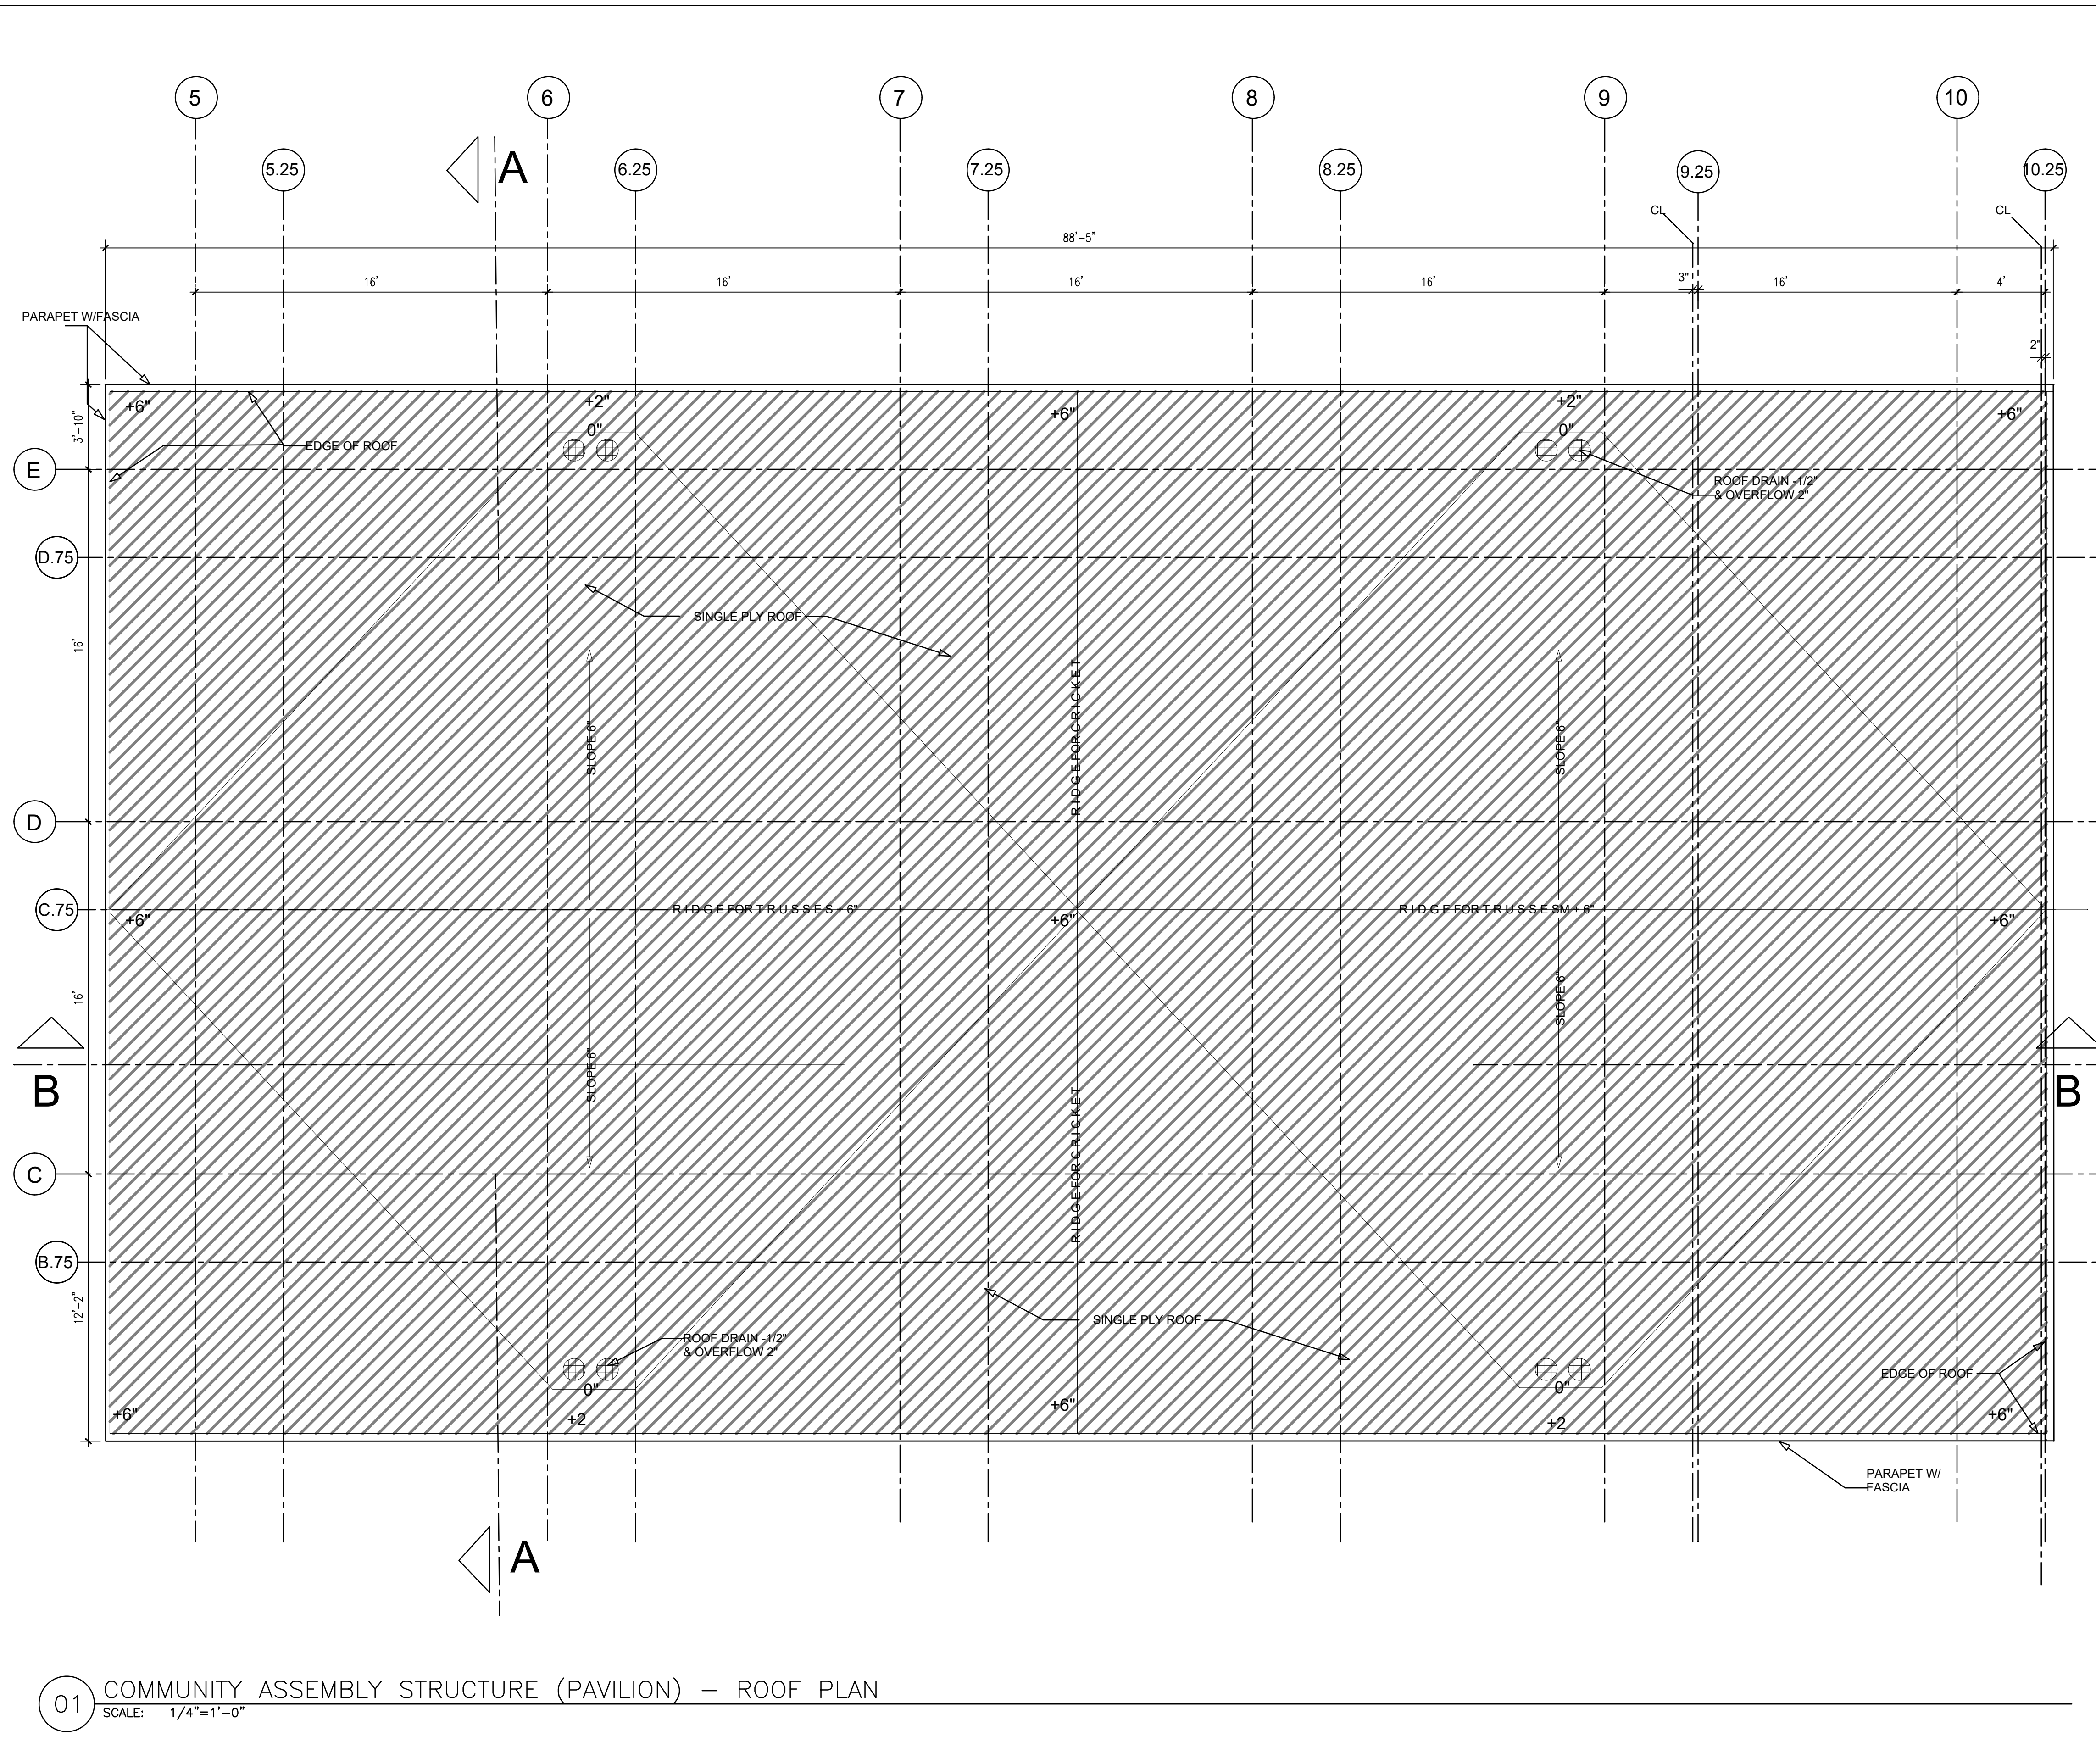 5
6
7
8
9
10
5.25
A
6.25
7.25
8.25
9.25
10.25
CL
CL
88'-5"
16'
16'
16'
16'
3"
16'
4'
PARAPET W/FASCIA
2"
+6"
+2"
+6"
+2"
+6"
3'-10"
0"
0"
EDGE OF ROOF
E
ROOF DRAIN -1/2"
& OVERFLOW 2"
D.75
SINGLE PLY ROOF
16'
RIDGE FOR CRICKET
SLOPE 6"
SLOPE 6"
D
C.75
RIDGE FOR TRUSSES + 6"
RIDGE FOR TRUSSESM + 6"
+6"
+6"
+6"
16'
SLOPE 6"
SLOPE 6"
B
B
RIDGE FOR CRICKET
C
B.75
12'-2"
SINGLE PLY ROOF
ROOF DRAIN -1/2"
& OVERFLOW 2"
EDGE OF ROOF
0"
0"
+6"
+2
+6"
+2
+6"
PARAPET W/
FASCIA
A
01
COMMUNITY ASSEMBLY STRUCTURE (PAVILION) – ROOF PLAN
SCALE: 1/4"=1'-0"